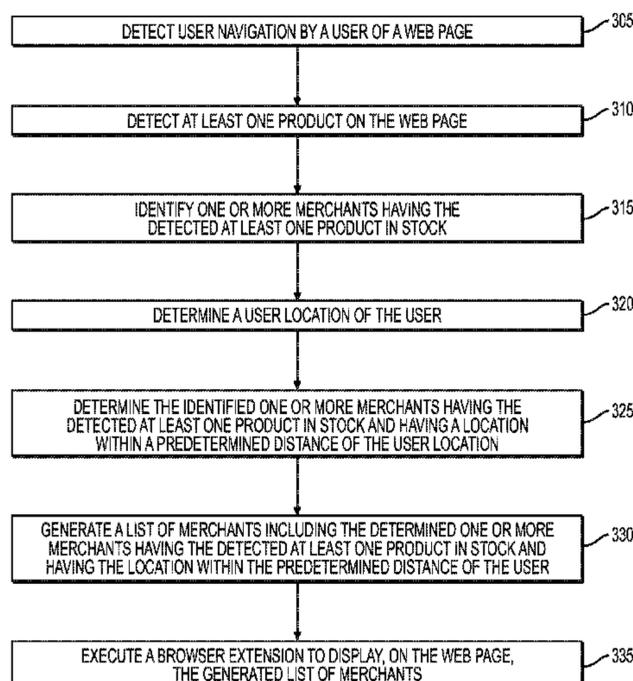 DETECT USER NAVIGATION BY A USER OF A WEB PAGE
305
DETECT AT LEAST ONE PRODUCT ON THE WEB PAGE
310
IDENTIFY ONE OR MORE MERCHANTS HAVING THE
DETECTED AT LEAST ONE PRODUCT IN STOCK
315
DETERMINE A USER LOCATION OF THE USER
320
DETERMINE THE IDENTIFIED ONE OR MORE MERCHANTS HAVING THE
DETECTED AT LEAST ONE PRODUCT IN STOCK AND HAVING A LOCATION
WITHIN A PREDETERMINED DISTANCE OF THE USER LOCATION
325
GENERATE A LIST OF MERCHANTS INCLUDING THE DETERMINED ONE OR MORE
MERCHANTS HAVING THE DETECTED AT LEAST ONE PRODUCT IN STOCK AND
HAVING THE LOCATION WITHIN THE PREDETERMINED DISTANCE OF THE USER
330
EXECUTE A BROWSER EXTENSION TO DISPLAY, ON THE WEB PAGE,
THE GENERATED LIST OF MERCHANTS
335